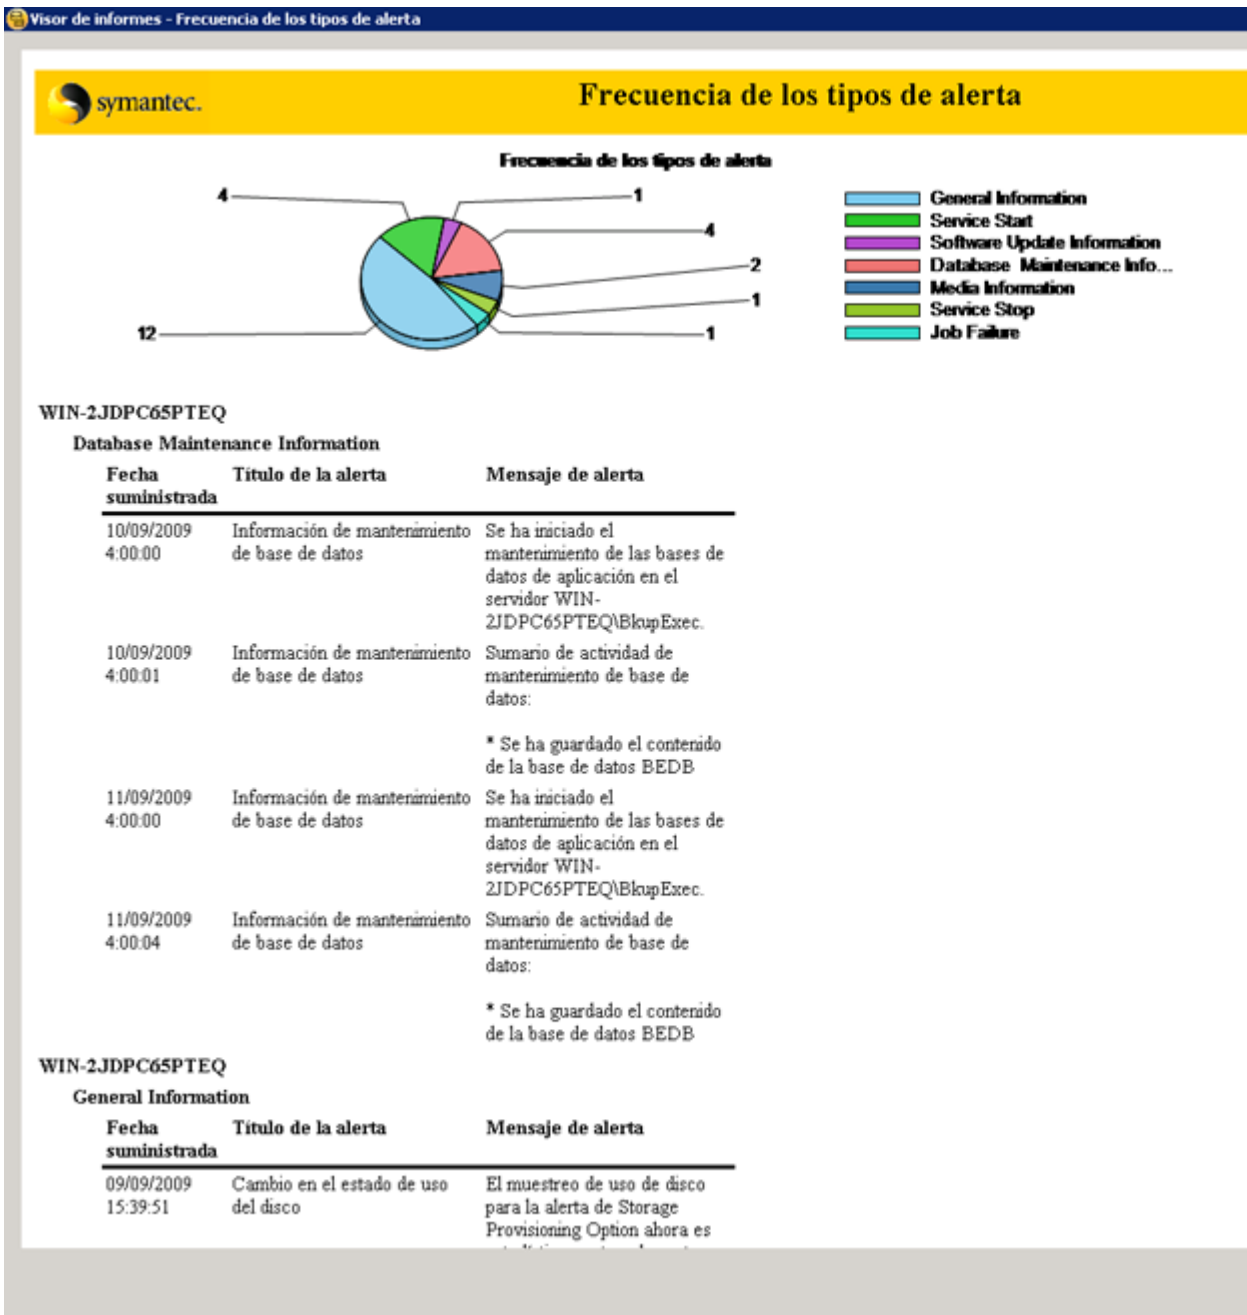 Visor de informes - Frecuencia de los tipos de alerta
symantec.
Frecuencia de los tipos de alerta
Frecuencia de los tipos de alerta
4
1
4
2
1
1
12
General Information
Service Start
Software Update Information
Database Maintenance Info...
Media Information
Service Stop
Job Failure
WIN-2JDPC65PTEQ
Database Maintenance Information
Fecha suministrada Título de la alerta Mensaje de alerta
10/09/2009 Información de mantenimiento Se ha iniciado el
4:00:00 de base de datos mantenimiento de las bases de
datos de aplicación en el
servidor WIN-
2JDPC65PTEQ\BkupExec.
10/09/2009 Información de mantenimiento Sumario de actividad de
4:00:01 de base de datos mantenimiento de base de
datos:
* Se ha guardado el contenido
de la base de datos BEDB
11/09/2009 Información de mantenimiento Se ha iniciado el
4:00:00 de base de datos mantenimiento de las bases de
datos de aplicación en el
servidor WIN-
2JDPC65PTEQ\BkupExec.
11/09/2009 Información de mantenimiento Sumario de actividad de
4:00:04 de base de datos mantenimiento de base de
datos:
* Se ha guardado el contenido
de la base de datos BEDB
WIN-2JDPC65PTEQ
General Information
Fecha suministrada Título de la alerta Mensaje de alerta
09/09/2009 Cambio en el estado de uso El muestreo de uso de disco
15:39:51 del disco para la alerta de Storage
Provisioning Option ahora es